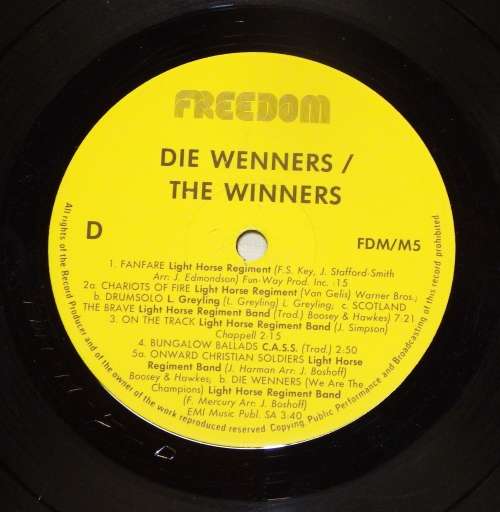 FREEDOM
DIE WENNERS /
THE WINNERS
D
FDM/M5
1. FANFARE Light Horse Regiment (F.S. Key, J. Stafford-Smith
Arr: J. Edmondson) Fun-Way Prod. Inc. :15
2a. CHARIOTS OF FIRE Light Horse Regiment (Van Gelis) Warner Bros.;
b. DRUMSOLO L. Greyling (L. Greyling) L. Greyling; c. SCOTLAND
THE BRAVE Light Horse Regiment Band (Trad.) Boosey & Hawkes) 7:21
3. ON THE TRACK Light Horse Regiment Band (J. Simpson)
Chappell 2:15
4. BUNGALOW BALLADS C.A.S.S. (Trad.) 2:50
5a. ONWARD CHRISTIAN SOLDIERS Light Horse
Regiment Band (J. Harman Arr: J. Boshoff)
Boosey & Hawkes; b. DIE WENNERS (We Are The
Champions) Light Horse Regiment Band
(F. Mercury Arr: J. Boshoff)
EMI Music Publ. SA 3:40
All rights of the Record Producer and of the owner of the work reproduced reserved. Copying, Public Performance and Broadcasting of this record prohibited.